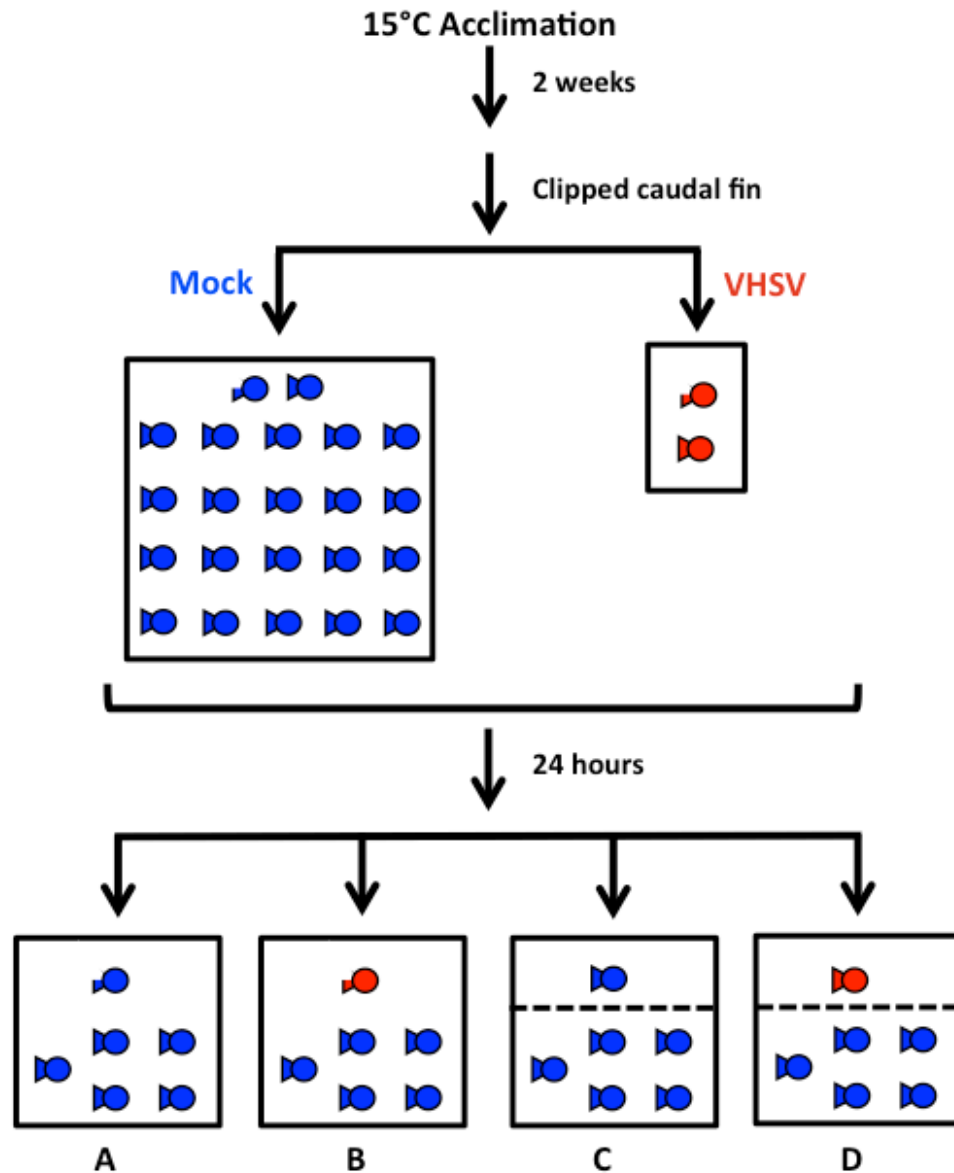 15°C Acclimation
2 weeks
Clipped caudal fin
Mock
VHSV
24 hours
A
B
C
D